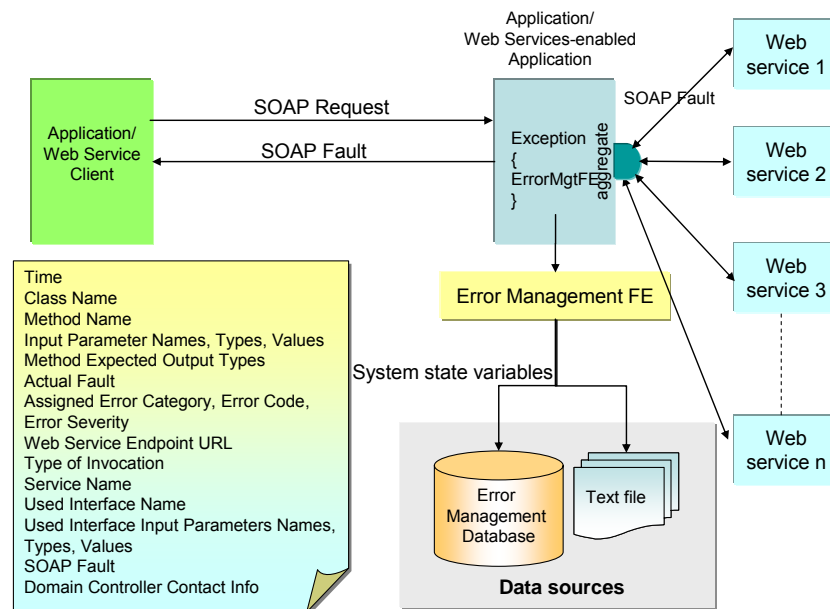 Application/
Web Services-enabled
Application
Web
service 1
SOAP Request
SOAP Fault
Application/
Web Service
Client
SOAP Fault
Exception
{
ErrorMgtFE
}
aggregate
Web
service 2
Web
service 3
Time
Class Name
Method Name
Input Parameter Names, Types, Values
Method Expected Output Types
Actual Fault
Assigned Error Category, Error Code,
Error Severity
Web Service Endpoint URL
Type of Invocation
Service Name
Used Interface Name
Used Interface Input Parameters Names,
Types, Values
SOAP Fault
Domain Controller Contact Info
Error Management FE
System state variables
Web
service n
Error
Management
Database
Text file
Data sources